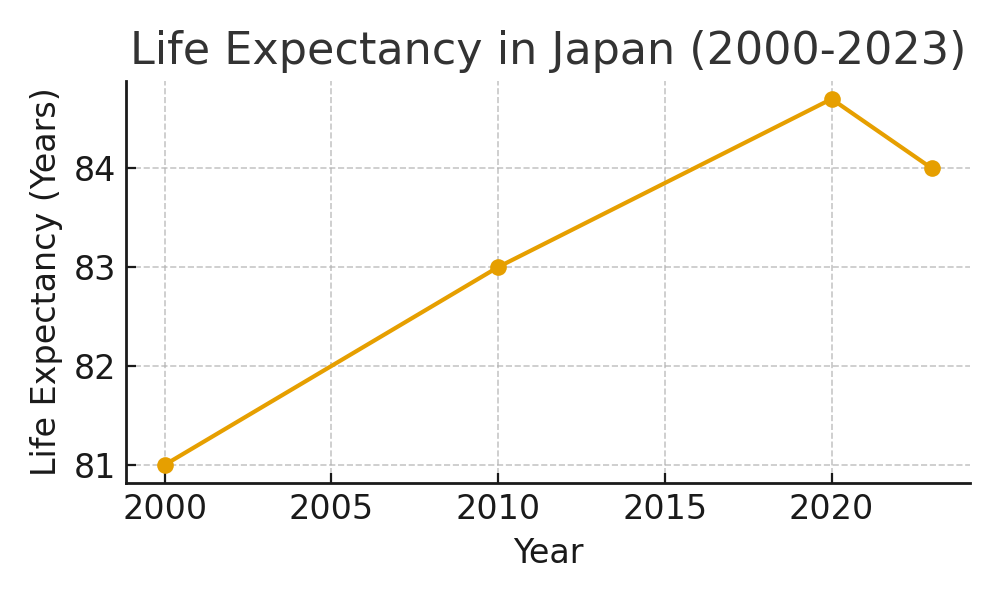 Life Expectancy in Japan (2000-2023)
Life Expectancy (Years)
84
83
82
81
2000 2005 2010 2015 2020
Year